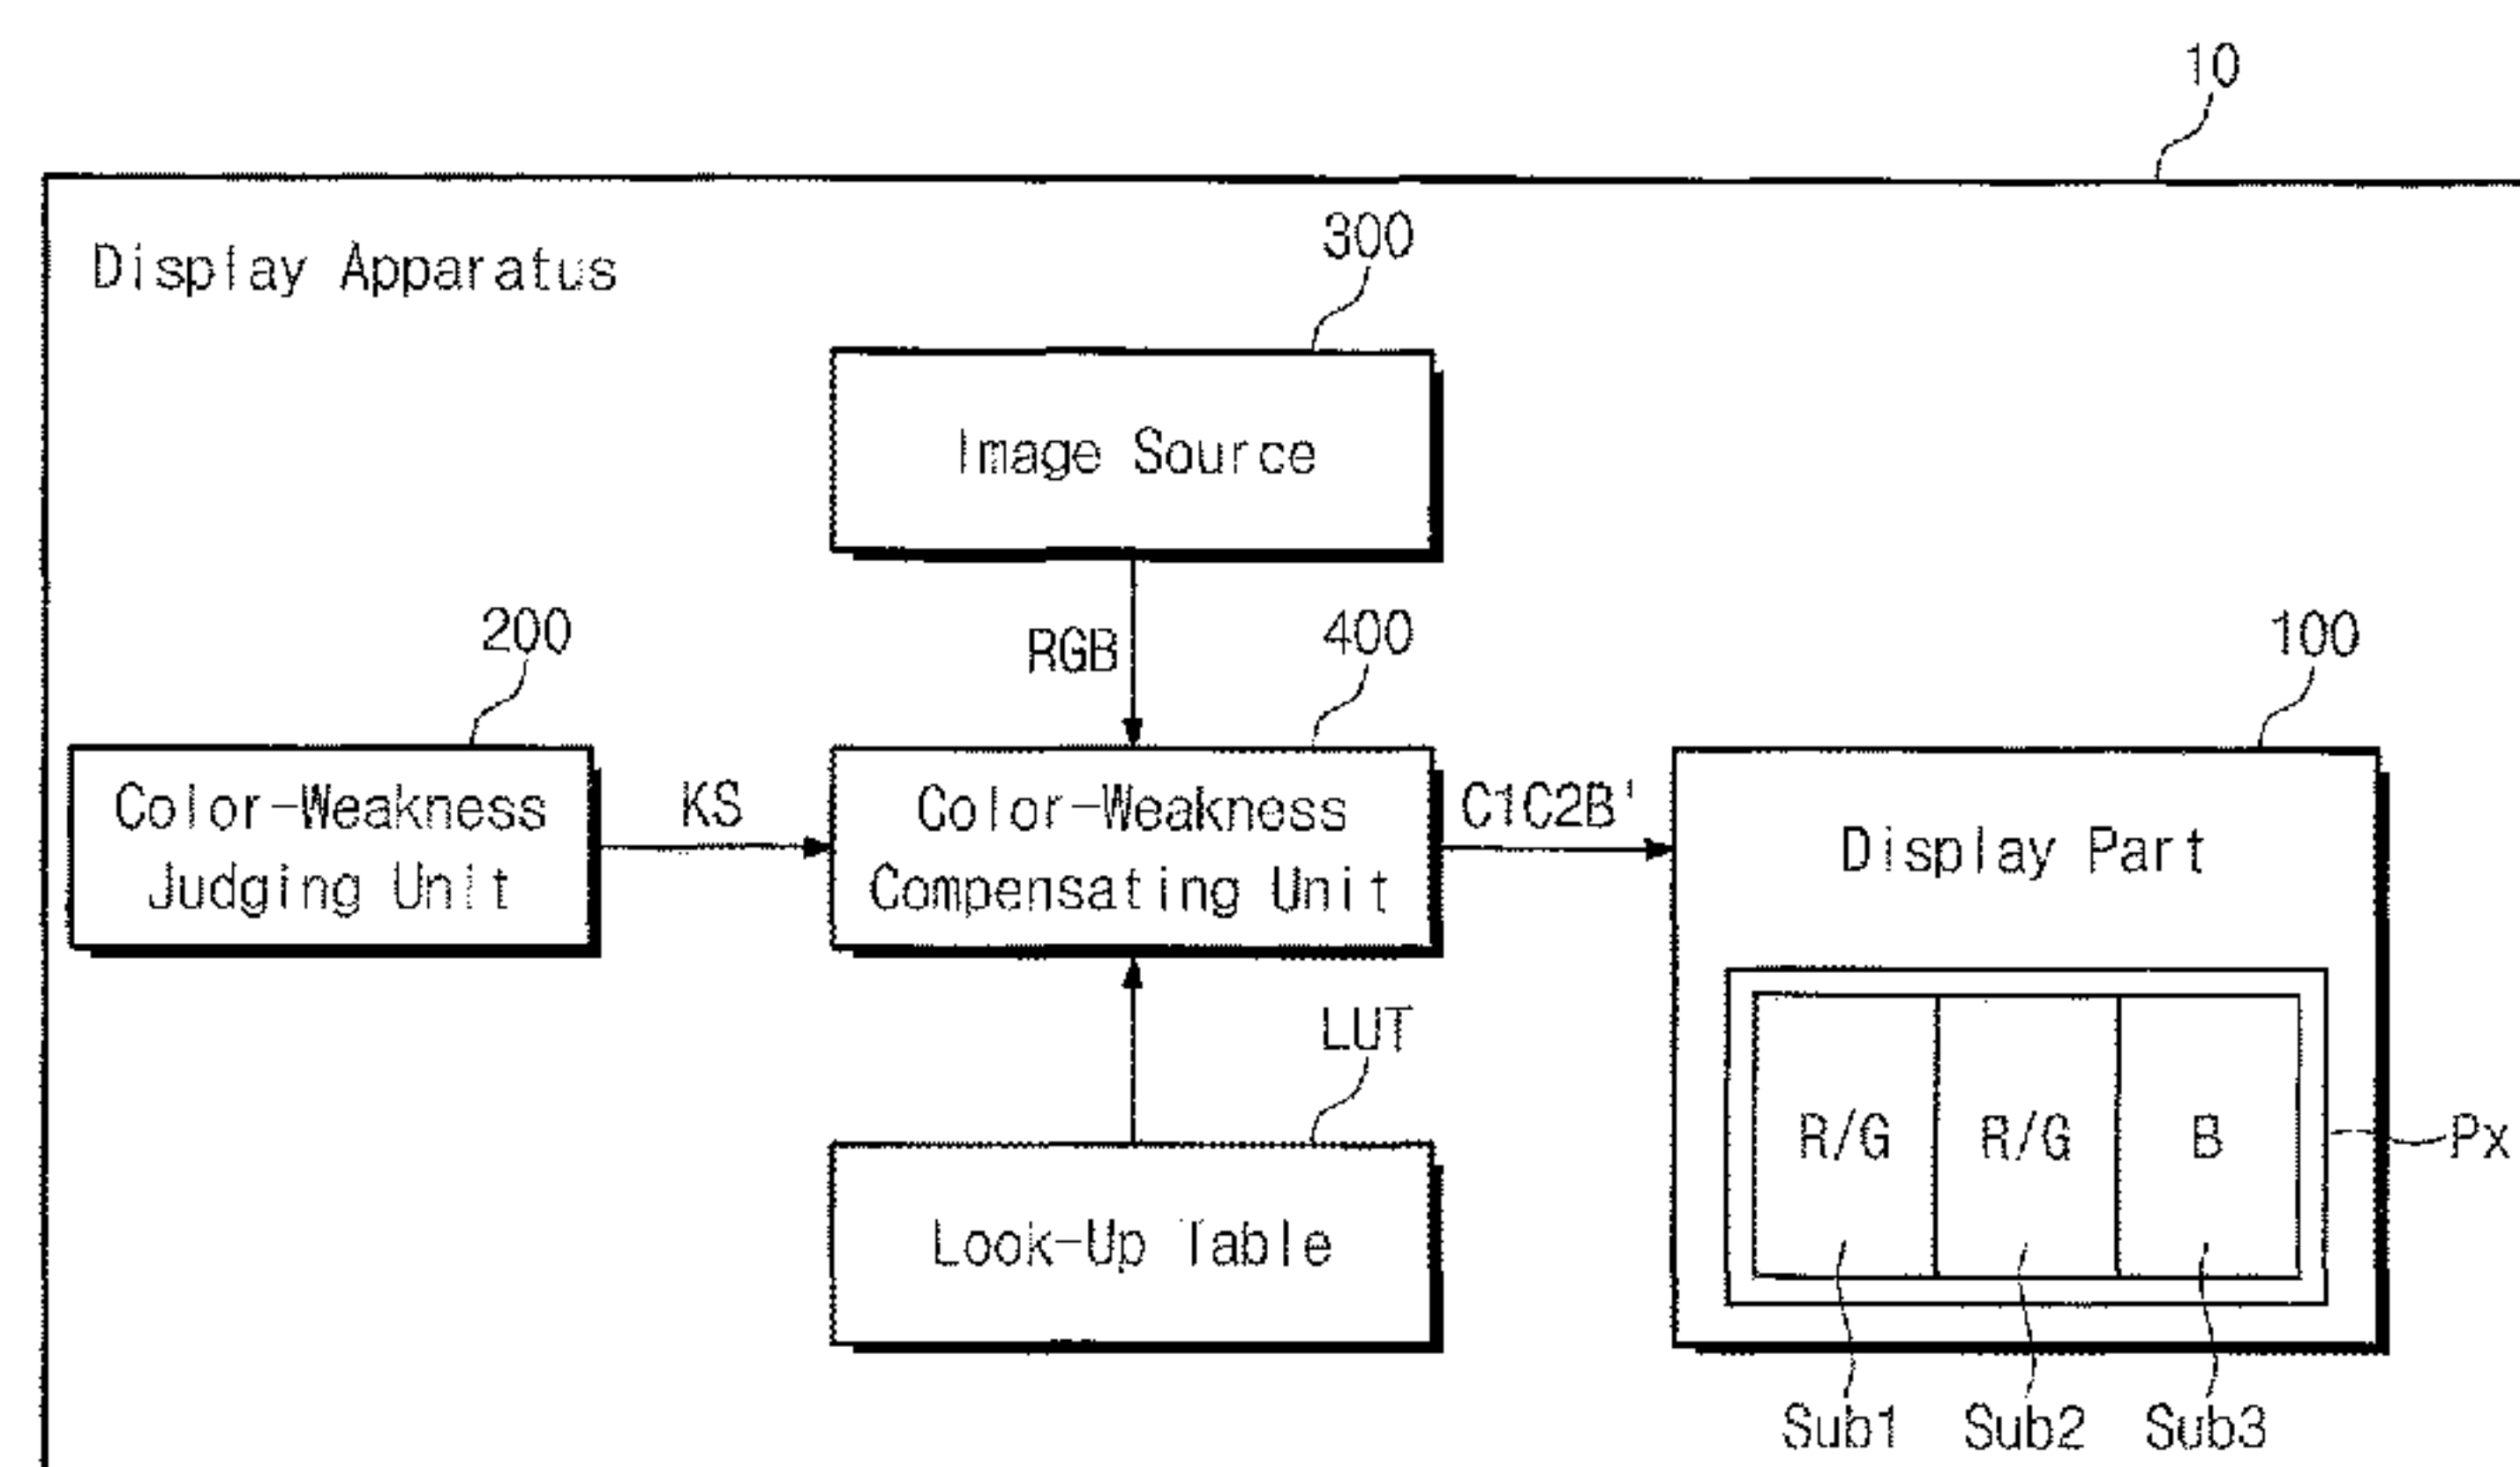 10
Display Apparatus
300
Image Source
200
RGB
400
100
Color-Weakness
Judging Unit
KS
Color-Weakness
Compensating Unit
C1C2B'
Display Part
LUT
Look-Up Table
R/G
R/G
B
Px
Sub1
Sub2
Sub3